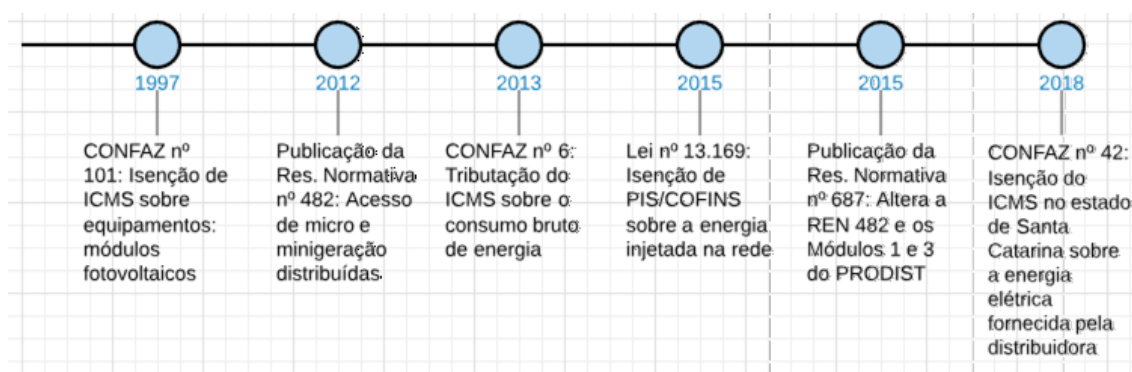 1997
CONFAZ nº
101: Isenção de
ICMS sobre
equipamentos:
módulos
fotovoltaicos
2012
Publicação da
Res. Normativa
nº 482: Acesso
de micro e
minigeração
distribuídas.
2013
CONFAZ nº 6:
Tributação do
ICMS sobre o
consumo bruto
de energia
2015
Lei nº 13.169:
Isenção de
PIS/COFINS
sobre a energia
injetada na rede
2015
Publicação da
Res. Normativa
nº 687: Altera a
REN 482 e os
Módulos 1 e 3
do PRODIST
2018
CONFAZ nº 42:
Isenção do
ICMS no estado
de Santa
Catarina sobre
a energia
elétrica
fornecida pela
distribuidora